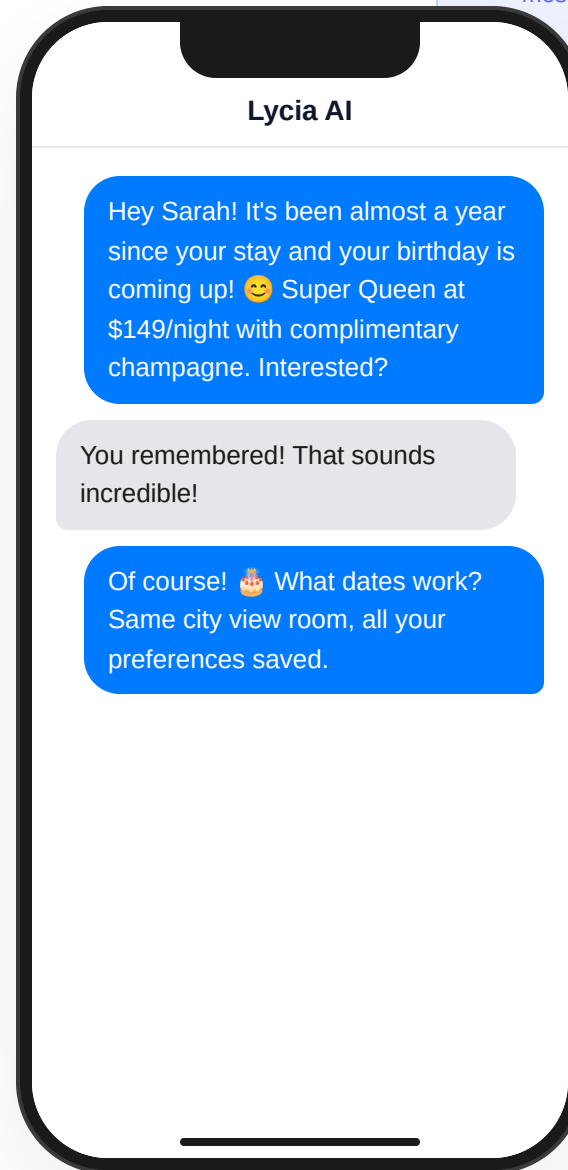 Lycia AI
Hey Sarah! It's been almost a year
since your stay and your birthday is
coming up! 😊 Super Queen at
$149/night with complimentary
champagne. Interested?
You remembered! That sounds
incredible!
Of course! 🎂 What dates work?
Same city view room, all your
preferences saved.